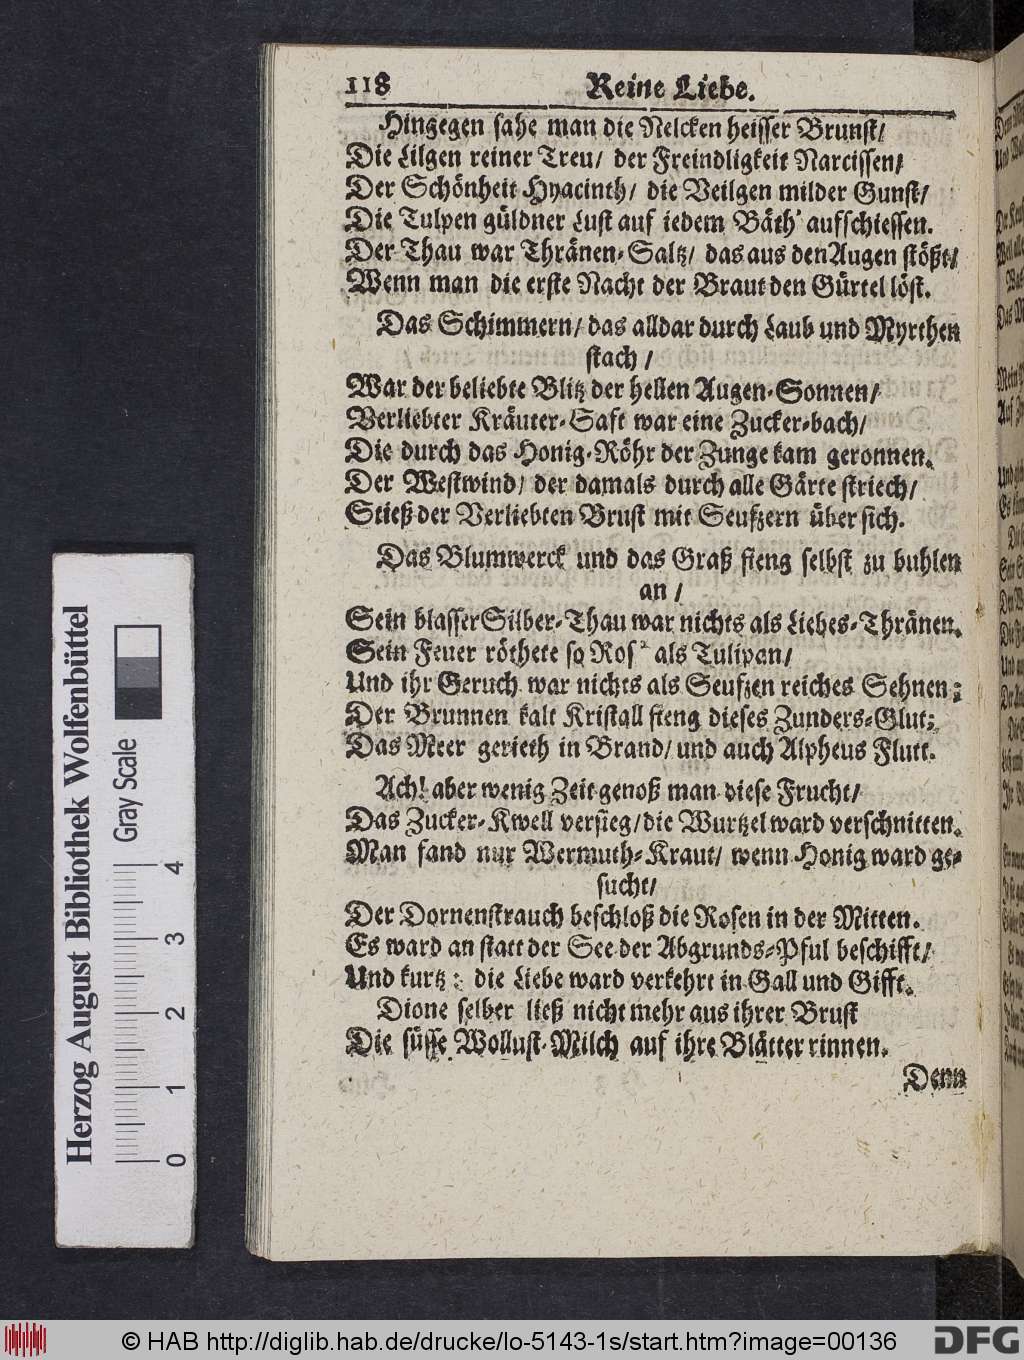 118 Reine Liebe.
Hingegen sahe man die Nelcken heisser Brunst/
Die Lilgen reiner Treu/ der Freindligkeit Narcissen/
Der Schönheit Hyacinth/ die Veilgen milder Gunst/
Die Tulpen güldner Lust auf iedem Bäth' aufschiessen.
Der Thau war Thränen-Saltz/ das aus den Augen stößt/
Wenn man die erste Nacht der Braut den Gürtel löst.
Das Schimmern/ das alldar durch Laub und Myrthen
stach/
War der beliebte Blitz der hellen Augen-Sonnen/
Verliebter Kräuter-Saft war eine Zucker-bach/
Die durch das Honig-Röhr der Zunge kam geronnen.
Der Westwind/ der damals durch alle Gärte striech/
Stieß der Verliebten Brust mit Seufzern über sich.
Das Blumwerck und das Graß fieng selbst zu buhlen
an/
Sein blasser Silber-Thau war nichts als Liebes-Thränen.
Sein Feuer röthete so Ros' als Tulipan/
Und ihr Geruch war nichts als Seufzen reiches Sehnen;
Der Brunnen kalt Kristall fieng dieses Zunders-Glut;
Das Meer gerieth in Brand/ und auch Alpheus Flutt.
Ach! aber wenig Zeit genoß man diese Frucht/
Das Zucker-Kwell versieg/ die Wurtzel ward verschnitten.
Man fand nur Wermuth-Kraut/ wenn Honig ward ge-
sucht/
Der Dornenstrauch beschloß die Rosen in der Mitten.
Es ward an statt der See der Abgrunds-Pful beschifft/
Und kurtz: die Liebe ward verkehrt in Gall und Gifft.
Dione selber ließ nicht mehr aus ihrer Brust
Die süsse Wollust-Milch auf ihre Blätter rinnen.
Denn
Herzog August Bibliothek Wolfenbüttel
Gray Scale
0 1 2 3 4
© HAB http://diglib.hab.de/drucke/lo-5143-1s/start.htm?image=00136
DFG